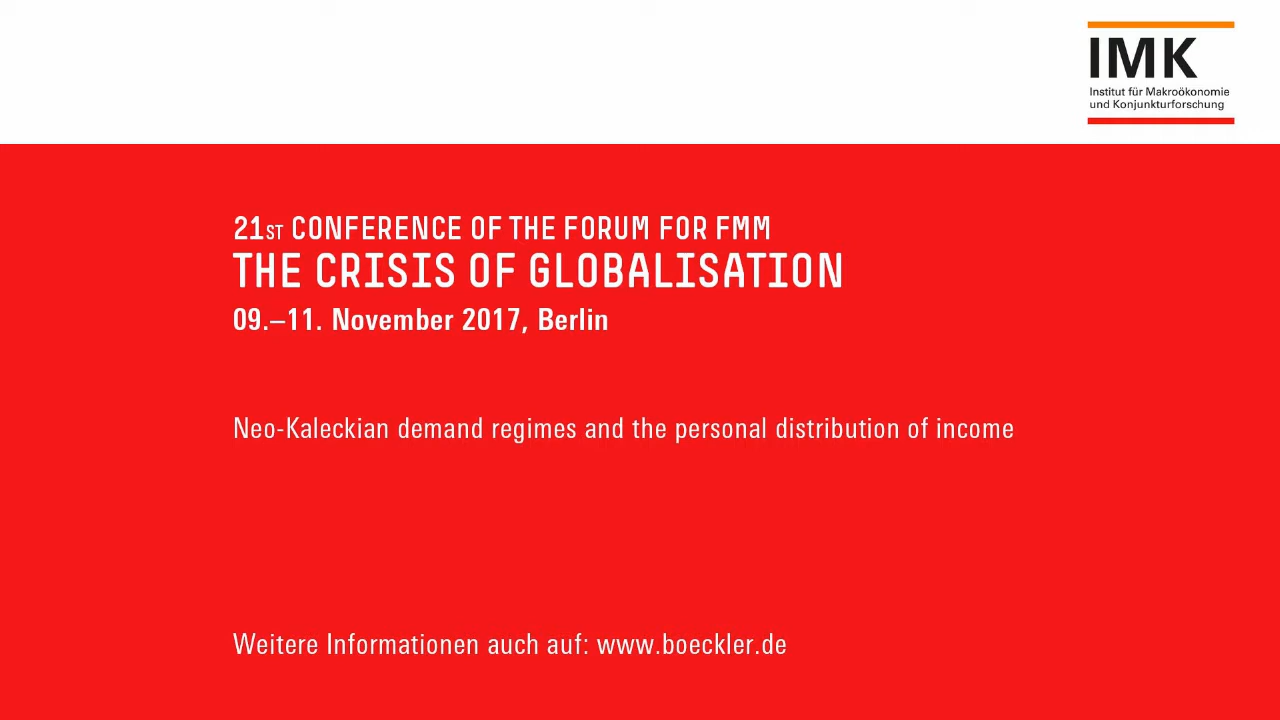 IMK
Institut für Makroökonomie
und Konjunkturforschung
21ST CONFERENCE OF THE FORUM FOR FMM
THE CRISIS OF GLOBALISATION
09.–11. November 2017, Berlin
Neo-Kaleckian demand regimes and the personal distribution of income
Weitere Informationen auch auf: www.boeckler.de